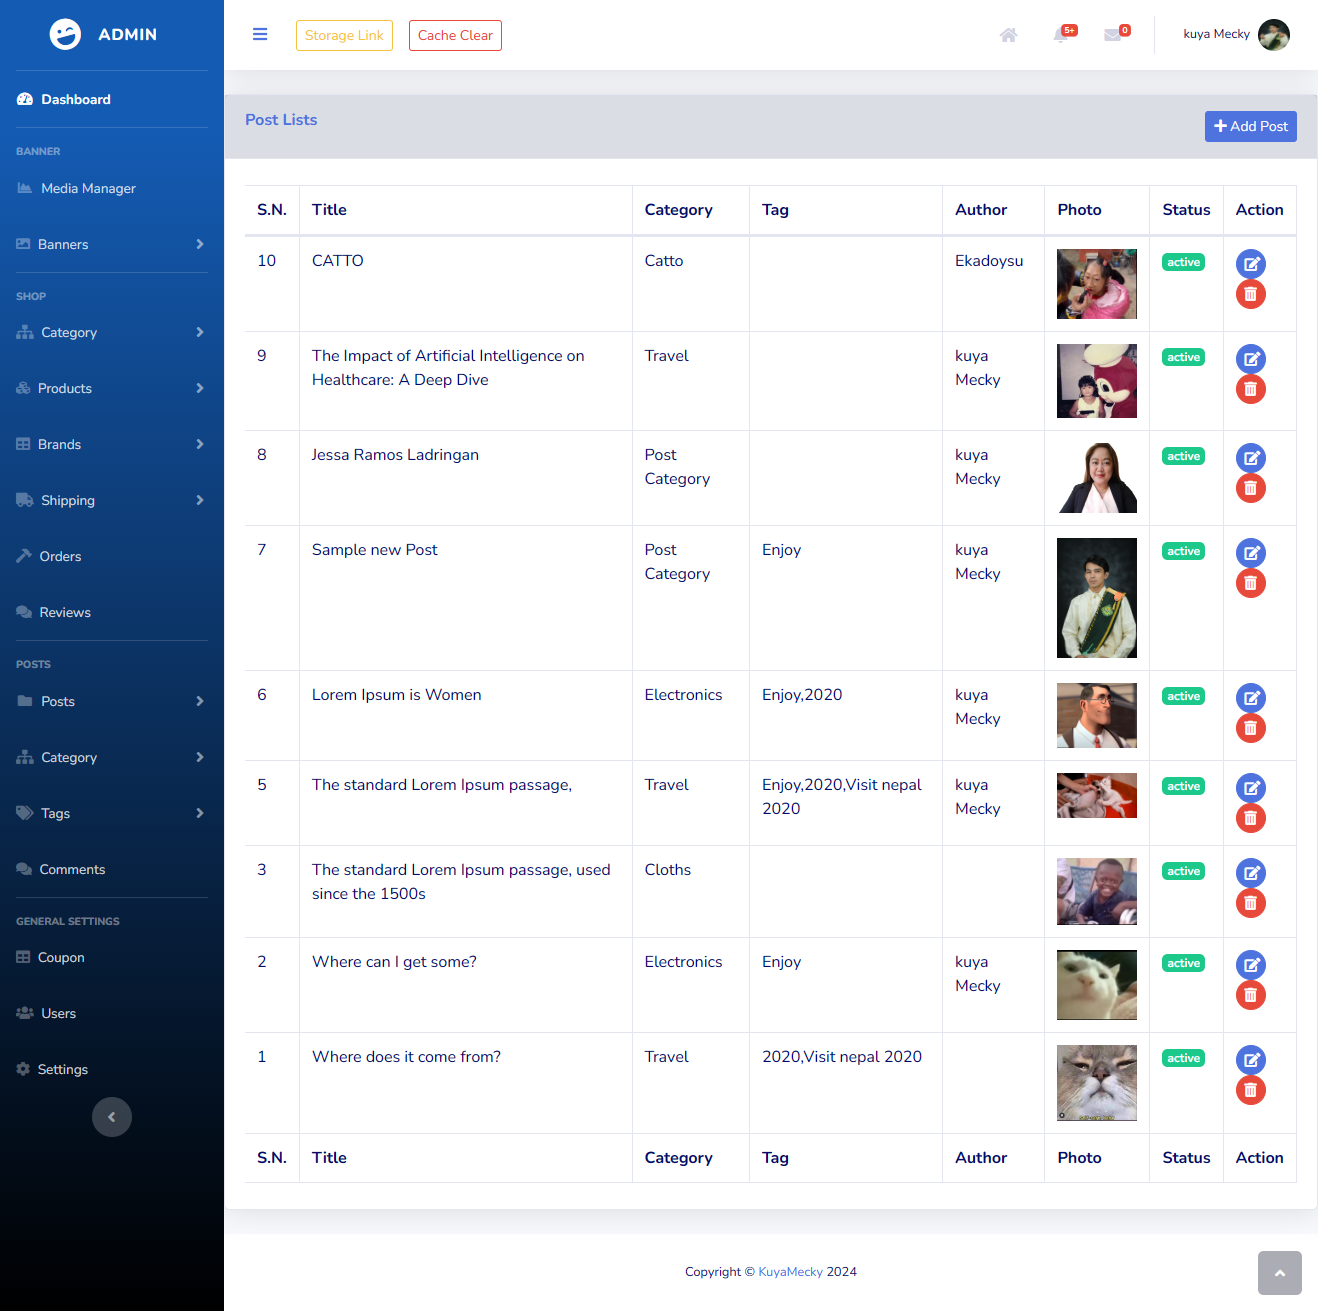 ADMIN
Dashboard
BANNER
Media Manager
Banners
SHOP
Category
Products
Brands
Shipping
Orders
Reviews
POSTS
Posts
Category
Tags
Comments
GENERAL SETTINGS
Coupon
Users
Settings
Storage Link Cache Clear 5+ 0 kuya Mecky
Post Lists Add Post
S.N. Title Category Tag Author Photo Status Action
10 CATTO Catto Ekadoysu active
9 The Impact of Artificial Intelligence on Travel kuya active
Healthcare: A Deep Dive Mecky
8 Jessa Ramos Ladringan Post kuya active
Category Mecky
7 Sample new Post Post Enjoy kuya active
Category Mecky
6 Lorem Ipsum is Women Electronics Enjoy,2020 kuya active
Mecky
5 The standard Lorem Ipsum passage, Travel Enjoy,2020,Visit nepal kuya active
2020 Mecky
3 The standard Lorem Ipsum passage, used Cloths active
since the 1500s
2 Where can I get some? Electronics Enjoy kuya active
Mecky
1 Where does it come from? Travel 2020,Visit nepal 2020 active
S.N. Title Category Tag Author Photo Status Action
Copyright © KuyaMecky 2024